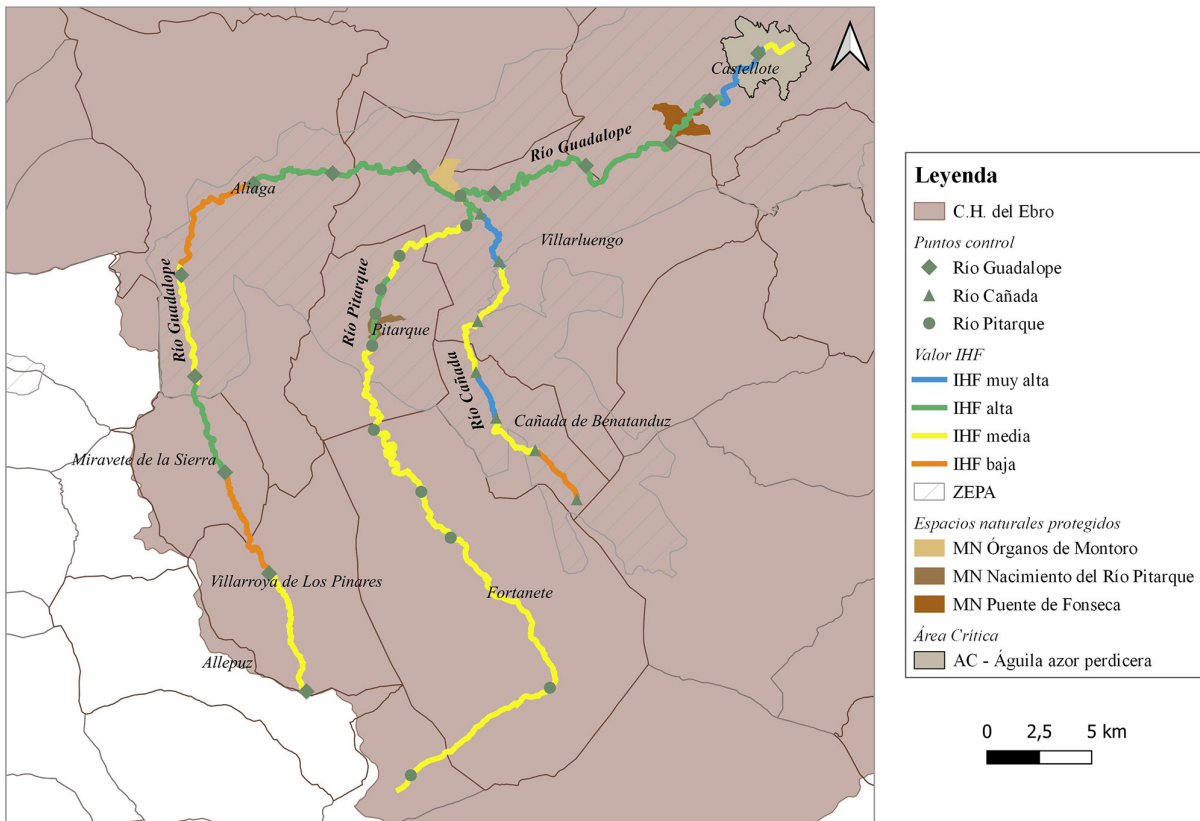 Castellote
Río Guadalope
Aliaga
Villarluengo
Río Guadalope
Río Pitarque
Pitarque
Río Cañada
Cañada de Benatanduz
Miravete de la Sierra
Villarroya de Los Pinares
Fortanete
Allepuz
Leyenda
C.H. del Ebro
Puntos control
Río Guadalope
Río Cañada
Río Pitarque
Valor IHF
IHF muy alta
IHF alta
IHF media
IHF baja
ZEPA
Espacios naturales protegidos
MN Órganos de Montoro
MN Nacimiento del Río Pitarque
MN Puente de Fonseca
Área Crítica
AC - Águila azor perdicera
0 2,5 5 km